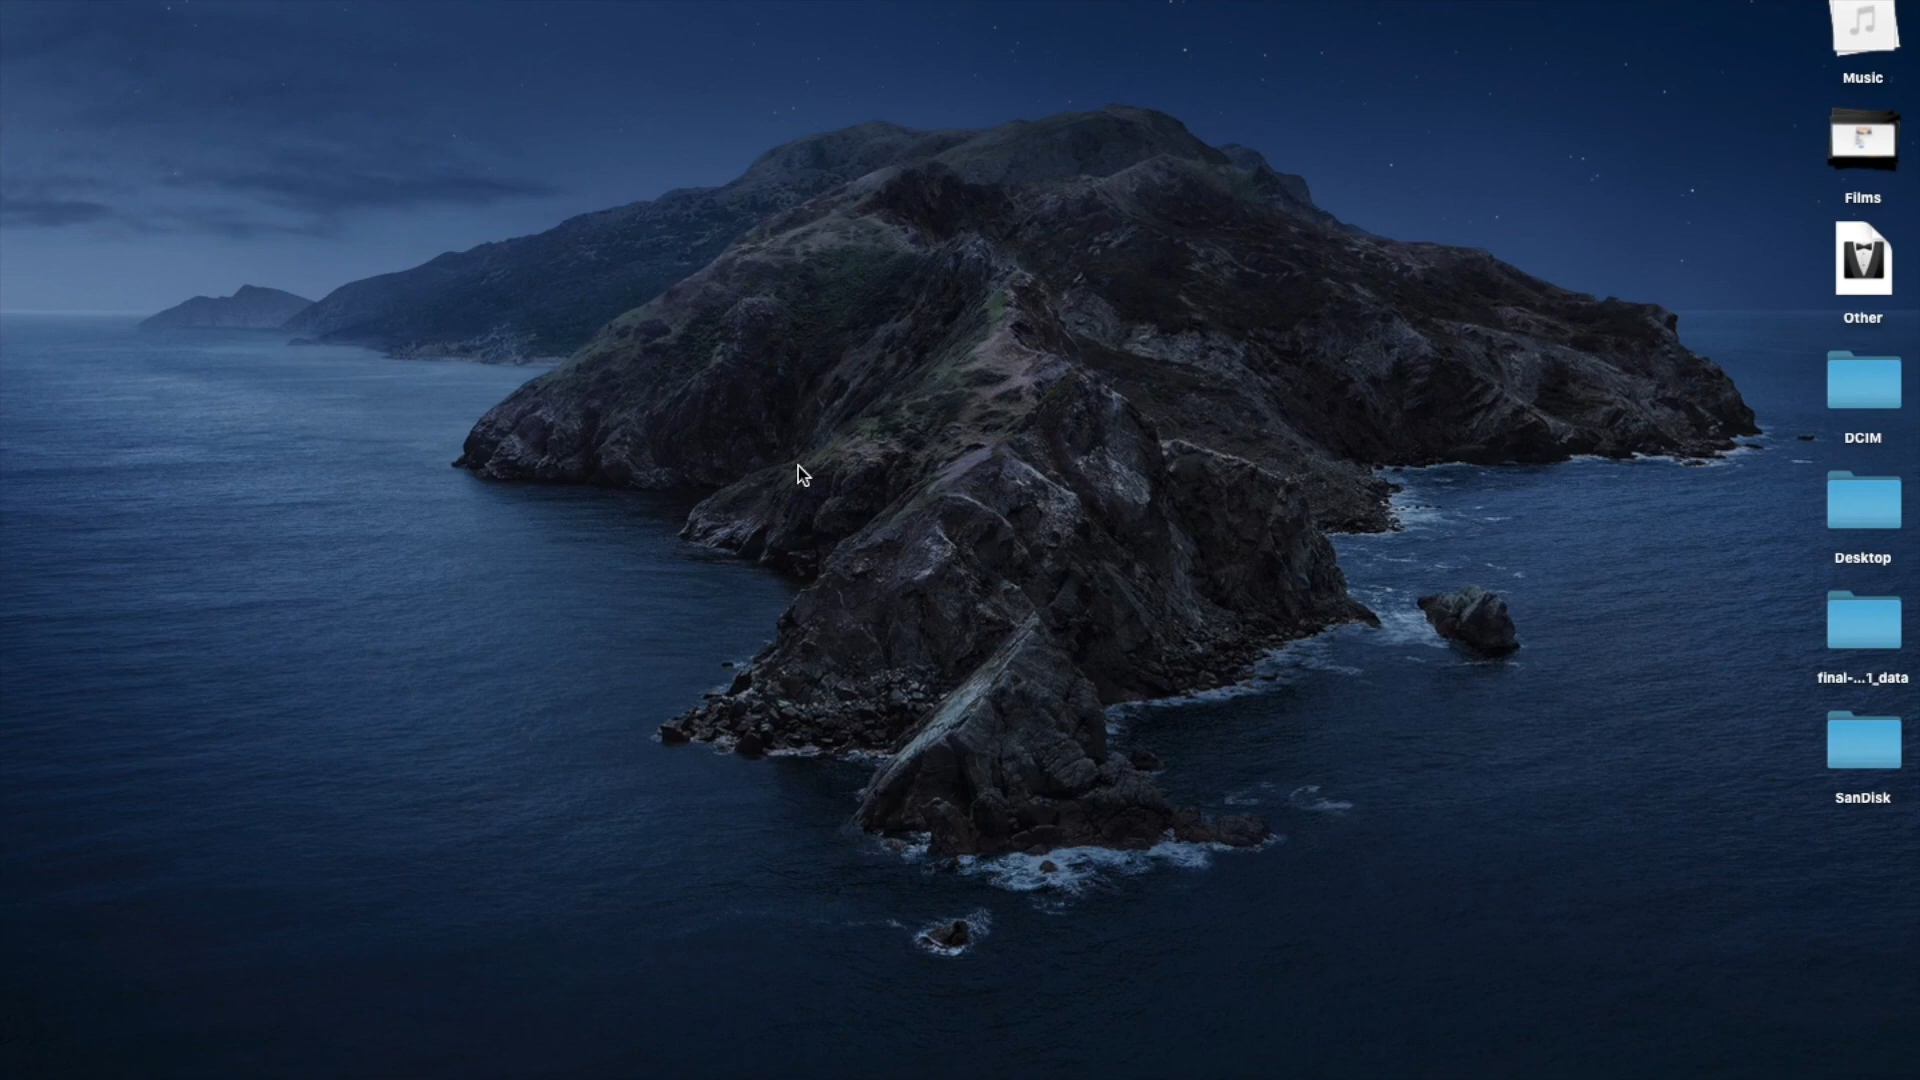 Music
Films
Other
DCIM
Desktop
final-...1_data
SanDisk